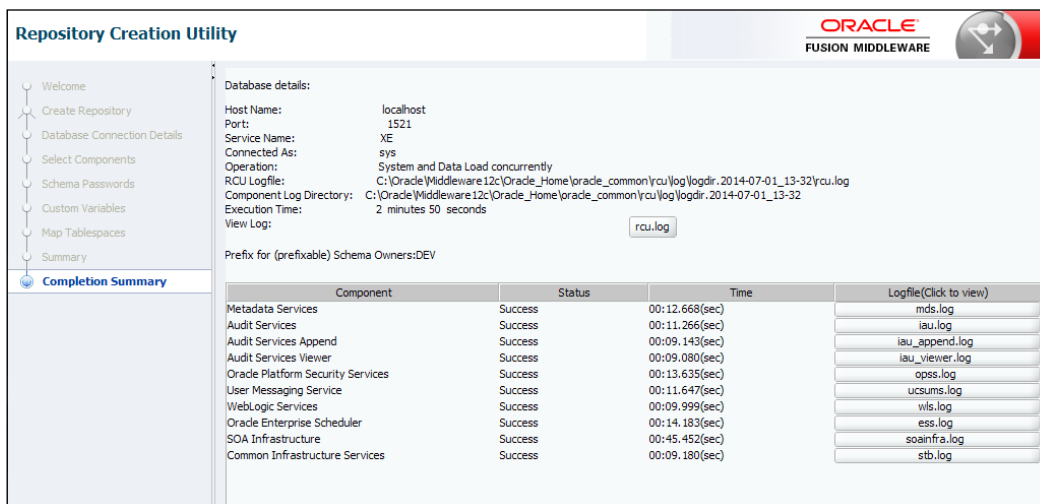 Repository Creation Utility
ORACLE
FUSION MIDDLEWARE
Welcome
Create Repository
Database Connection Details
Select Components
Schema Passwords
Custom Variables
Map Tablespaces
Summary
Completion Summary
Database details:
Host Name: localhost
Port: 1521
Service Name: XE
Connected As: sys
Operation: System and Data Load concurrently
RCU Logfile: C:\Oracle\Middleware12c\Oracle_Home\oracle_common\rcu\log\logdir.2014-07-01_13-32\rcu.log
Component Log Directory: C:\Oracle\Middleware12c\Oracle_Home\oracle_common\rcu\log\logdir.2014-07-01_13-32
Execution Time: 2 minutes 50 seconds
View Log: rcu.log
Prefix for (prefixable) Schema Owners:DEV
Component Status Time Logfile(Click to view)
Metadata Services Success 00:12.668(sec) mds.log
Audit Services Success 00:11.266(sec) iau.log
Audit Services Append Success 00:09.143(sec) iau_append.log
Audit Services Viewer Success 00:09.080(sec) iau_viewer.log
Oracle Platform Security Services Success 00:13.635(sec) opss.log
User Messaging Service Success 00:11.647(sec) ucsums.log
WebLogic Services Success 00:09.999(sec) wls.log
Oracle Enterprise Scheduler Success 00:14.183(sec) ess.log
SOA Infrastructure Success 00:45.452(sec) soainfra.log
Common Infrastructure Services Success 00:09.180(sec) stb.log